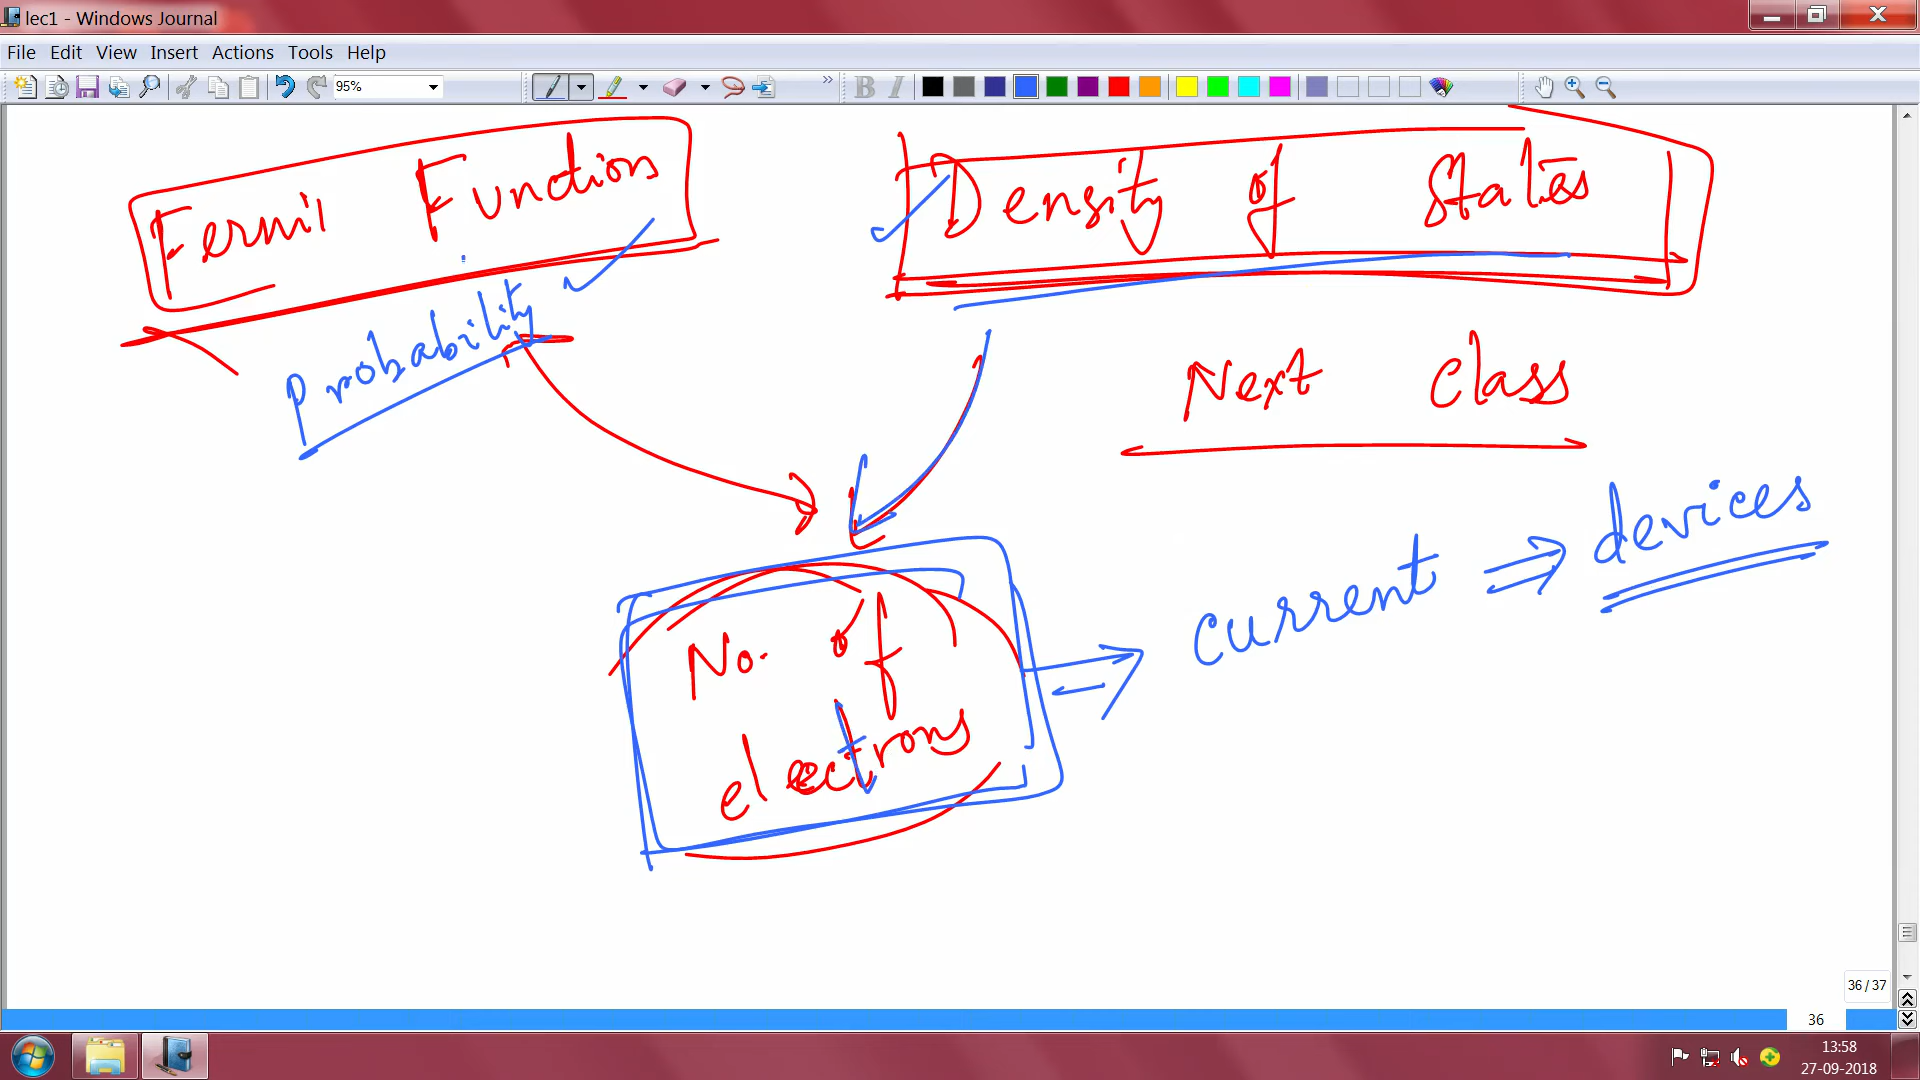 lec1 - Windows Journal
File Edit View Insert Actions Tools Help
95%
B I
Fermi Function
Density of States
Probability
Next Class
No. of
electrons
current ⇒ devices
36 / 37
36
13:58
27-09-2018